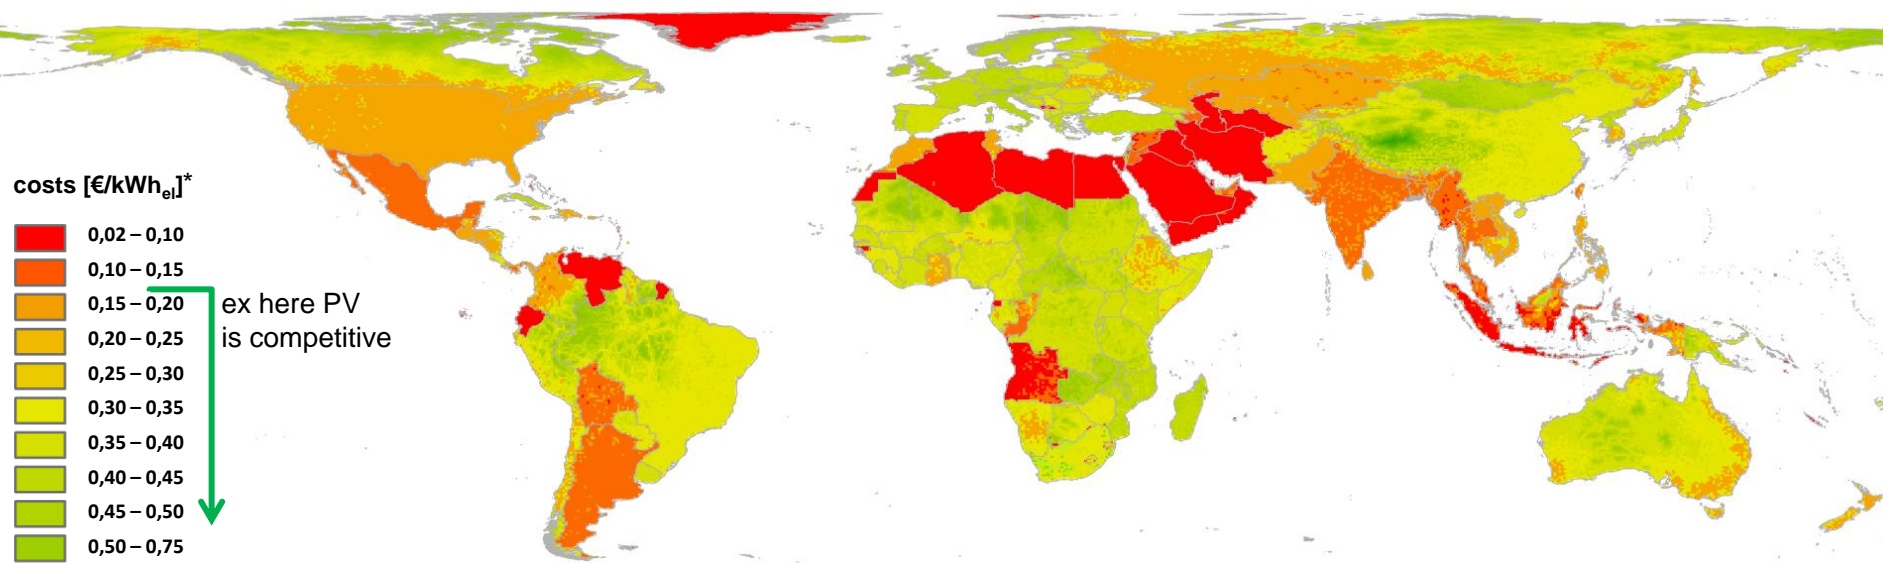 costs [€/kWhel]*
0,02 – 0,10
0,10 – 0,15
0,15 – 0,20
0,20 – 0,25
0,25 – 0,30
0,30 – 0,35
0,35 – 0,40
0,40 – 0,45
0,45 – 0,50
0,50 – 0,75
ex here PV
is competitive